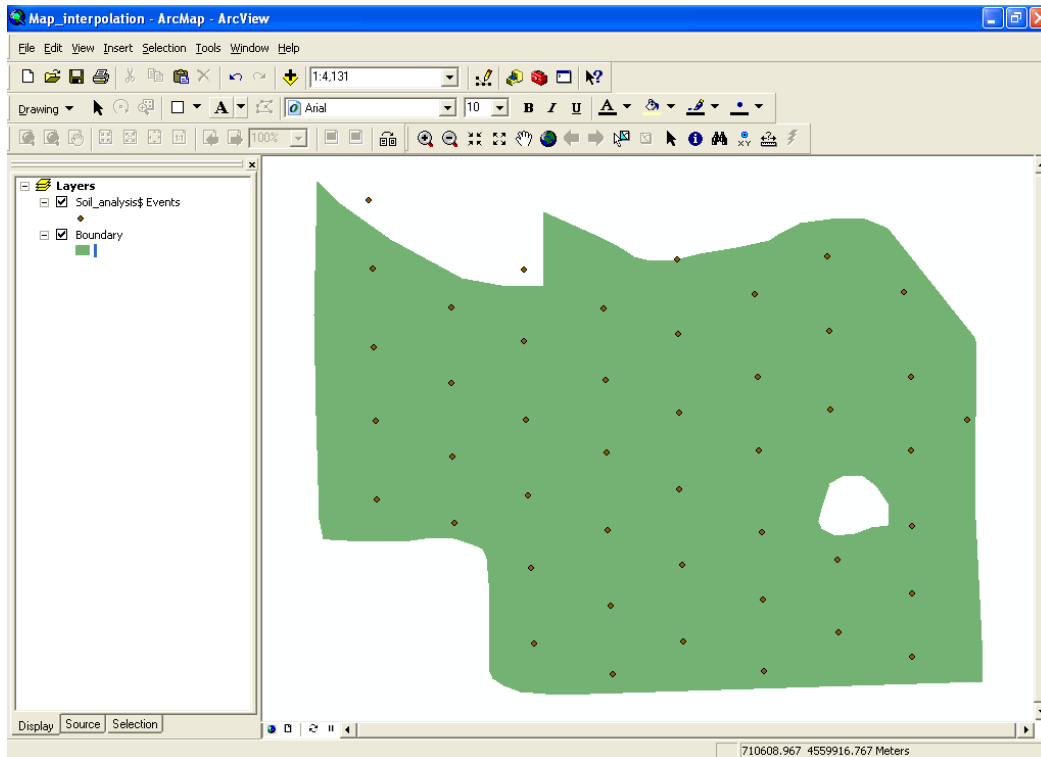 Map_interpolation - ArcMap - ArcView
File Edit View Insert Selection Tools Window Help
1:4,131
Drawing A Arial 10 B I U A
100% XY
Layers
Soil_analysis$ Events
Boundary
Display Source Selection
710608.967 4559916.767 Meters